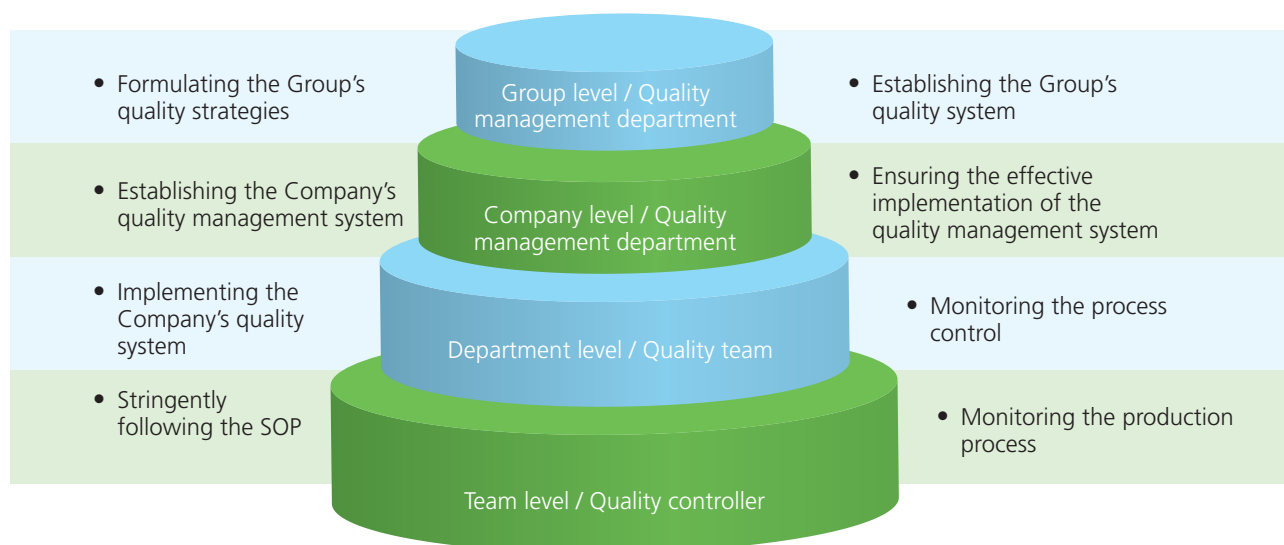 • Formulating the Group’s
quality strategies
Group level / Quality
management department
• Establishing the Group’s
quality system
• Establishing the Company’s
quality management system
Company level / Quality
management department
• Ensuring the effective
implementation of the
quality management system
• Implementing the
Company’s quality
system
Department level / Quality team
• Monitoring the process
control
• Stringently
following the SOP
Team level / Quality controller
• Monitoring the production
process